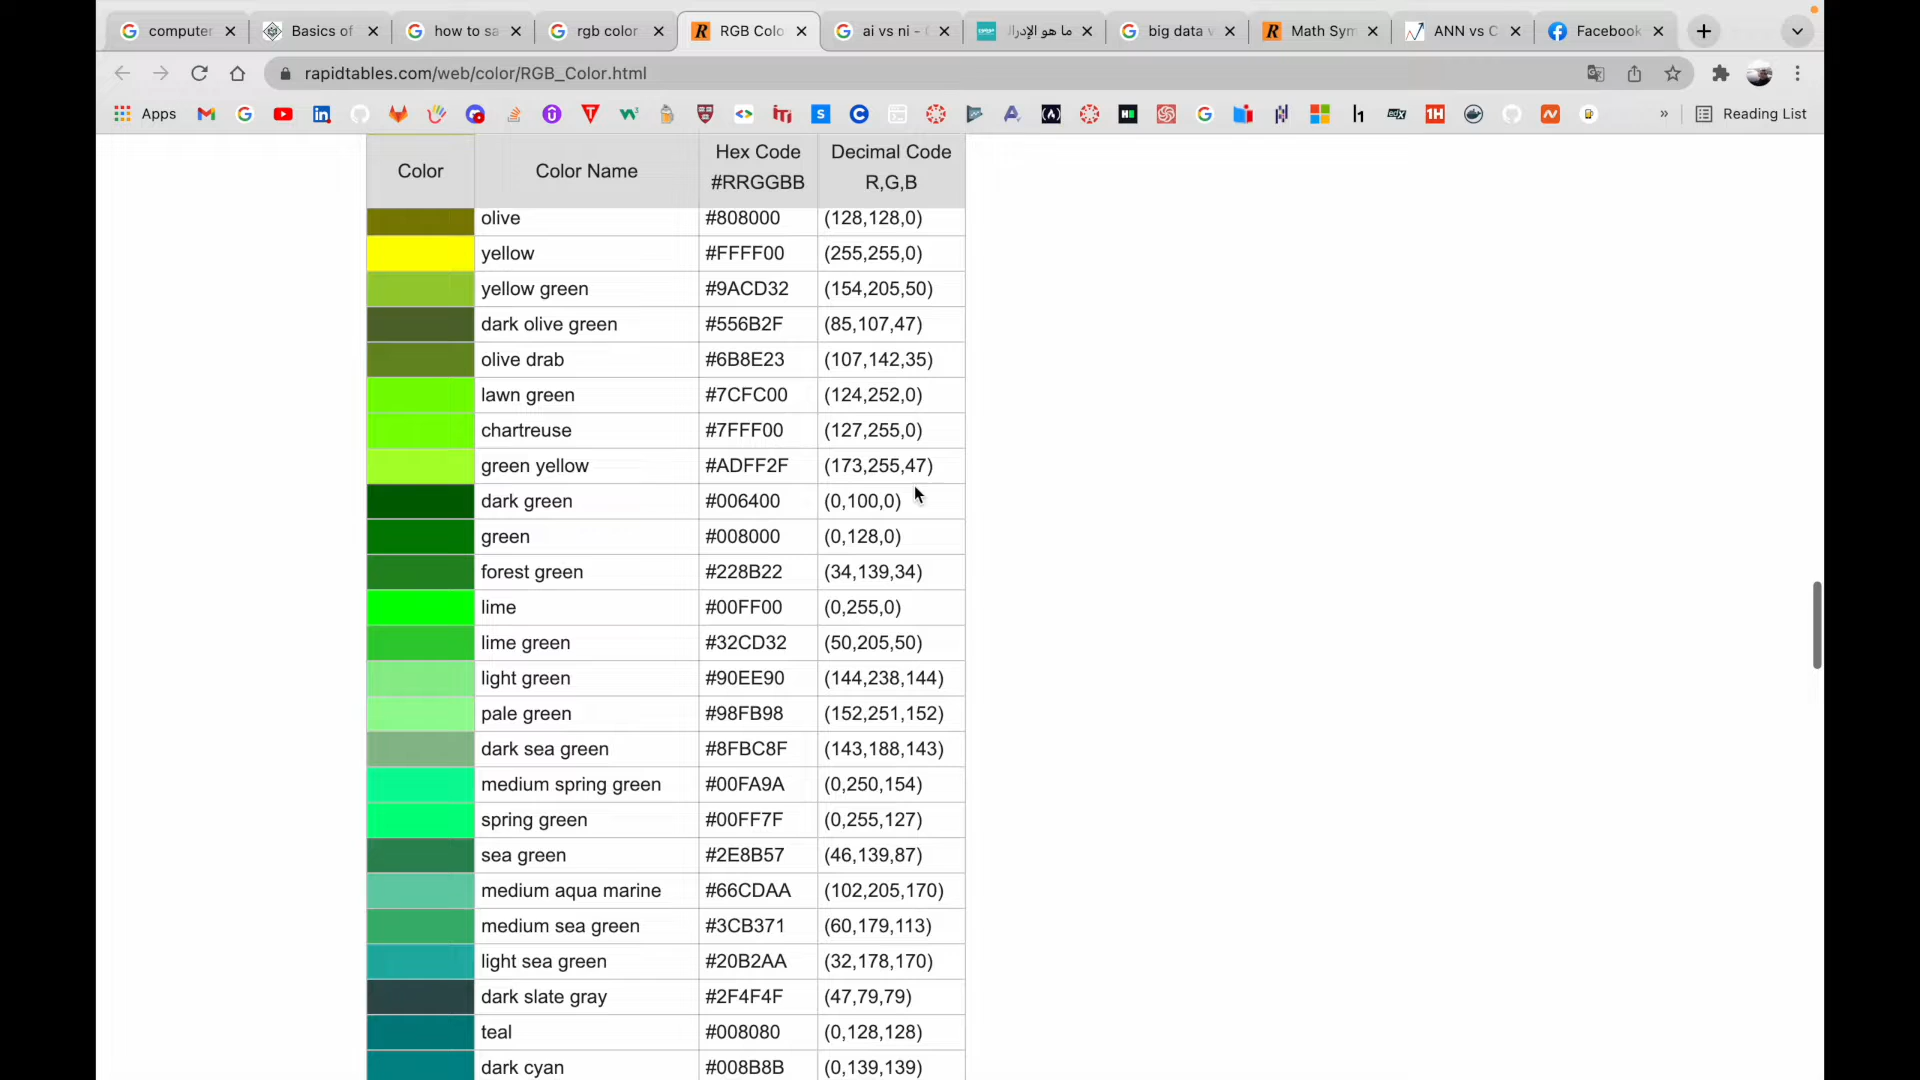 computer
Basics of
how to sa
rgb color
RGB Colo
ai vs ni -
ما هو الإدرا
big data v
Math Sym
ANN vs C
Facebook
rapidtables.com/web/color/RGB_Color.html
Apps
Reading List
Color Color Name Hex Code #RRGGBB Decimal Code R,G,B
olive #808000 (128,128,0)
yellow #FFFF00 (255,255,0)
yellow green #9ACD32 (154,205,50)
dark olive green #556B2F (85,107,47)
olive drab #6B8E23 (107,142,35)
lawn green #7CFC00 (124,252,0)
chartreuse #7FFF00 (127,255,0)
green yellow #ADFF2F (173,255,47)
dark green #006400 (0,100,0)
green #008000 (0,128,0)
forest green #228B22 (34,139,34)
lime #00FF00 (0,255,0)
lime green #32CD32 (50,205,50)
light green #90EE90 (144,238,144)
pale green #98FB98 (152,251,152)
dark sea green #8FBC8F (143,188,143)
medium spring green #00FA9A (0,250,154)
spring green #00FF7F (0,255,127)
sea green #2E8B57 (46,139,87)
medium aqua marine #66CDAA (102,205,170)
medium sea green #3CB371 (60,179,113)
light sea green #20B2AA (32,178,170)
dark slate gray #2F4F4F (47,79,79)
teal #008080 (0,128,128)
dark cyan #008B8B (0,139,139)